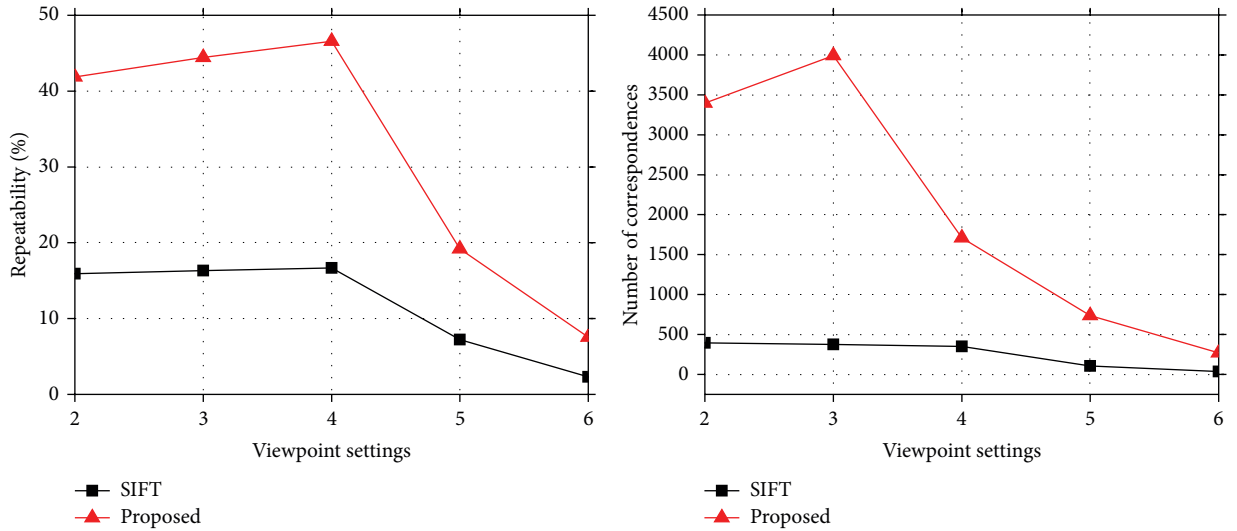 50
40
30
20
10
0
Repeatability (%)
2 3 4 5 6
Viewpoint settings
SIFT
Proposed
4500
4000
3500
3000
2500
2000
1500
1000
500
0
Number of correspondences
2 3 4 5 6
Viewpoint settings
SIFT
Proposed